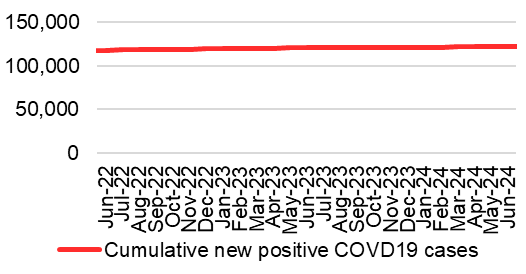 150,000
100,000
50,000
0
Jun-22
Jul-22
Aug-22
Sep-22
Oct-22
Nov-22
Dec-22
Jan-23
Feb-23
Mar-23
Apr-23
May-23
Jun-23
Jul-23
Aug-23
Sep-23
Oct-23
Nov-23
Dec-23
Jan-24
Feb-24
Mar-24
Apr-24
May-24
Jun-24
Cumulative new positive COVD19 cases